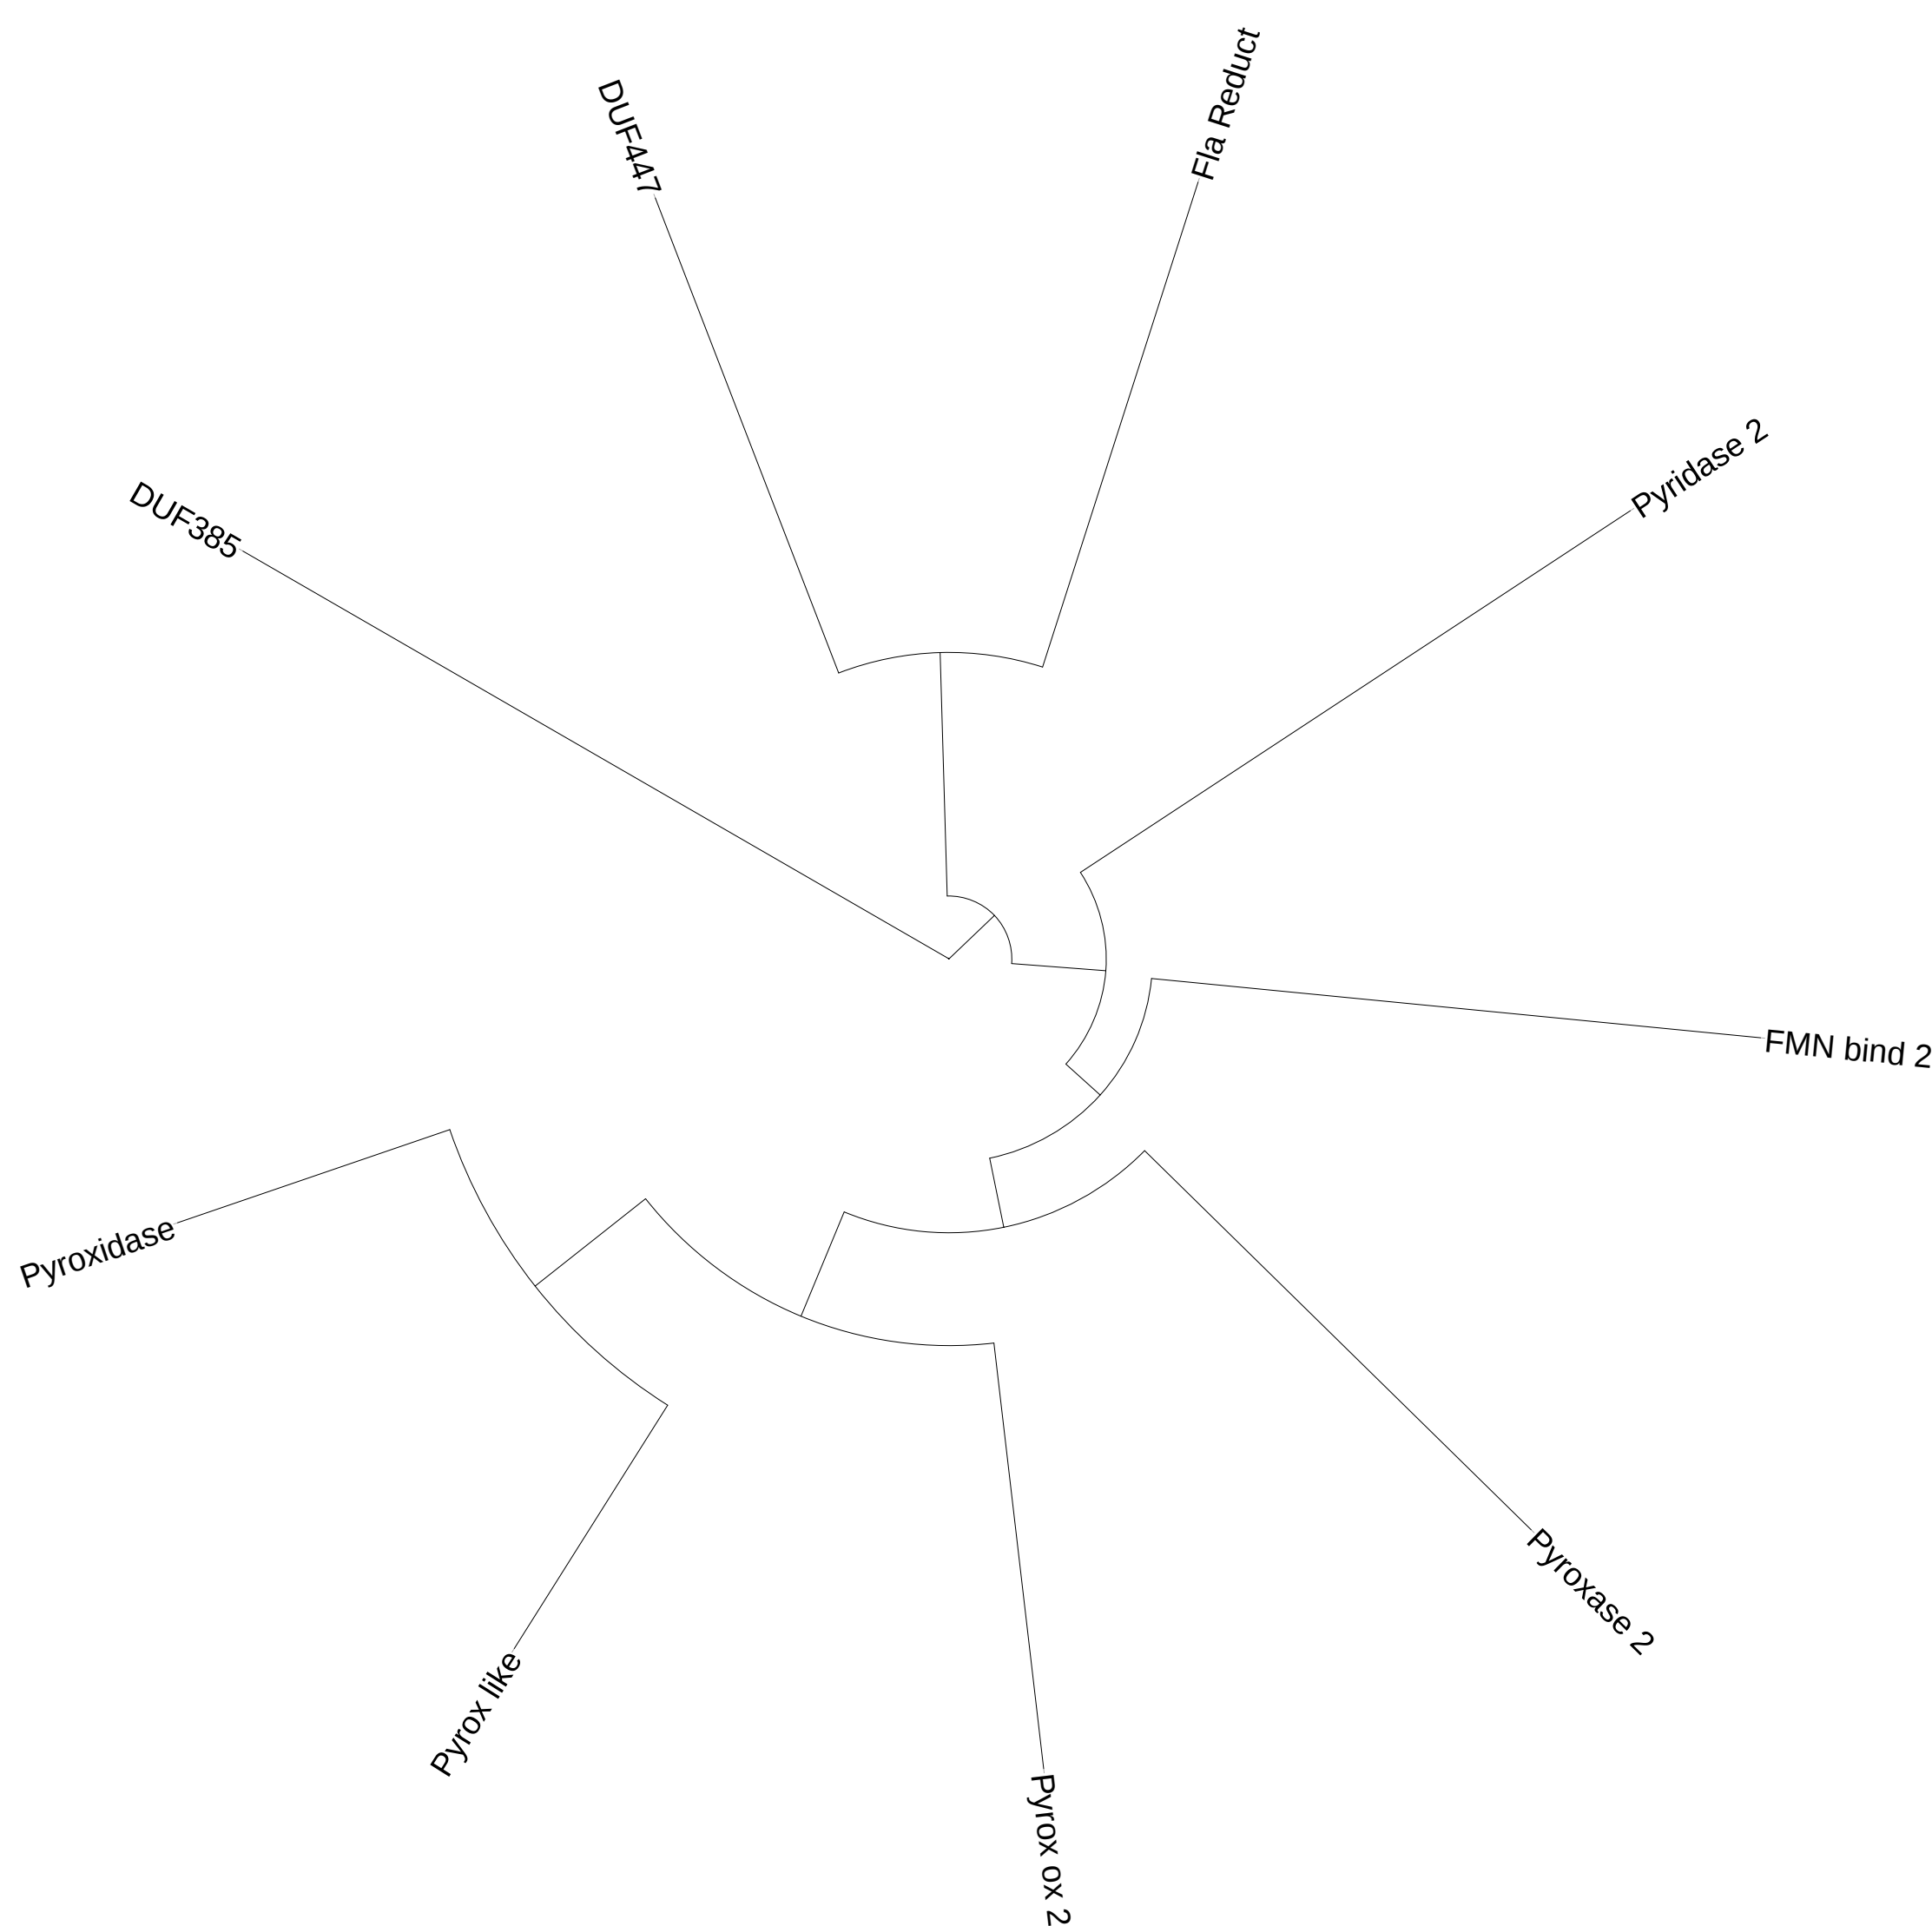 Fla Reduct
DUF447
Pyridase 2
DUF385
FMN bind 2
Pyroxidase
Pyroxase 2
Pyrox like
Pyrox ox 2